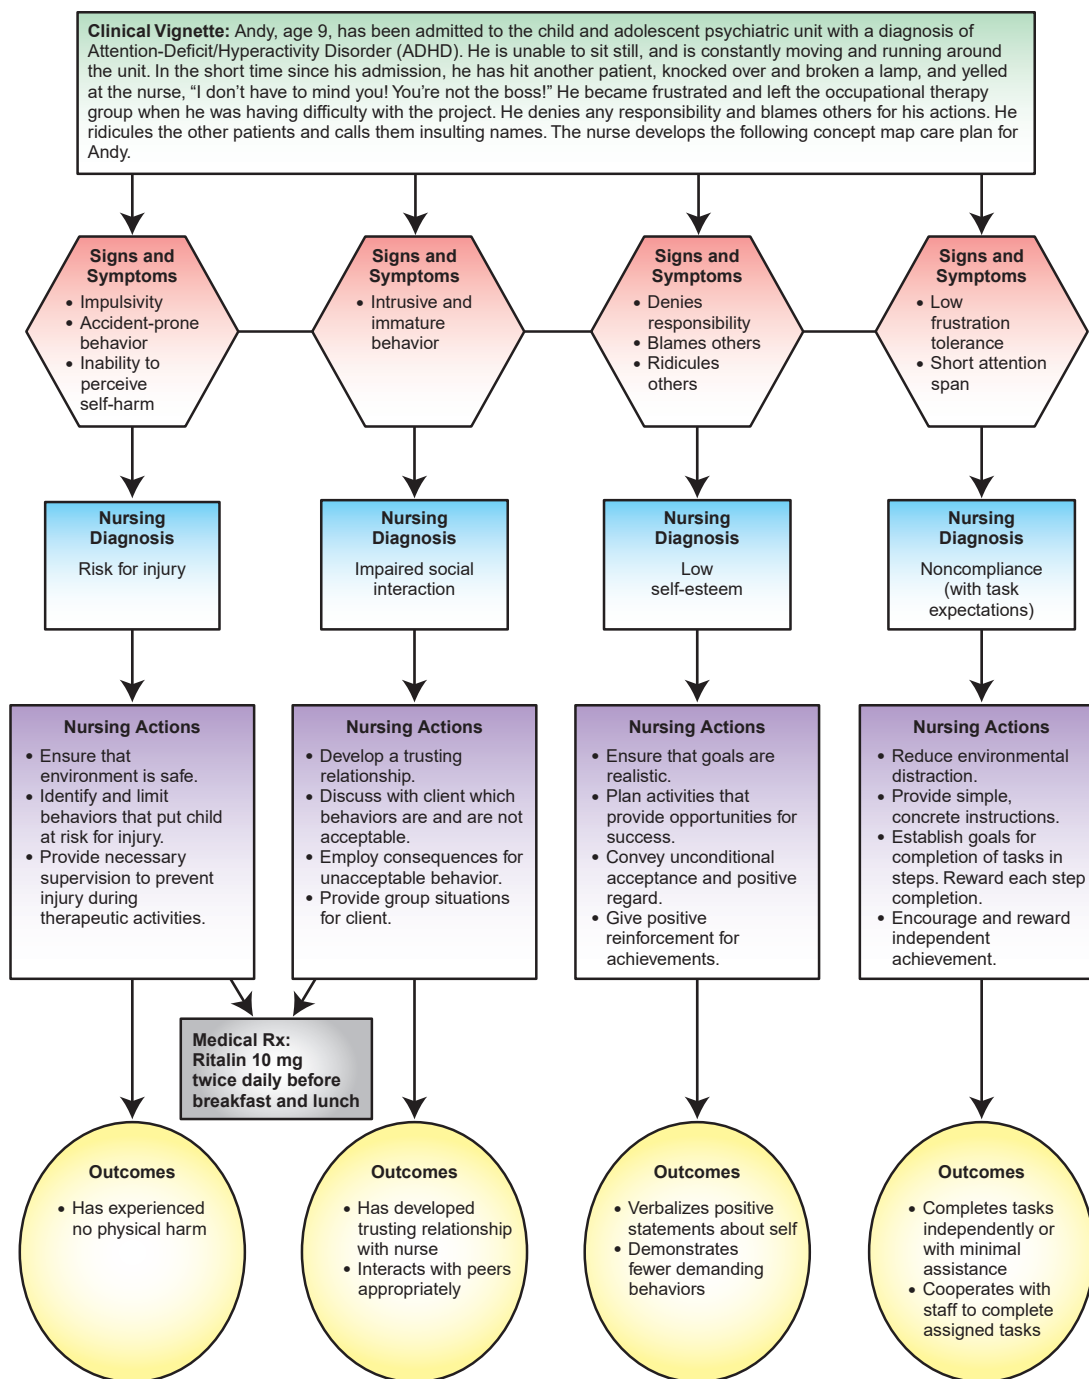 Clinical Vignette: Andy, age 9, has been admitted to the child and adolescent psychiatric unit with a diagnosis of
Attention-Deficit/Hyperactivity Disorder (ADHD). He is unable to sit still, and is constantly moving and running around
the unit. In the short time since his admission, he has hit another patient, knocked over and broken a lamp, and yelled
at the nurse, “I don’t have to mind you! You’re not the boss!” He became frustrated and left the occupational therapy
group when he was having difficulty with the project. He denies any responsibility and blames others for his actions. He
ridicules the other patients and calls them insulting names. The nurse develops the following concept map care plan for
Andy.
Signs and
Symptoms
• Impulsivity
• Accident-prone
behavior
• Inability to
perceive
self-harm
Signs and
Symptoms
• Intrusive and
immature
behavior
Signs and
Symptoms
• Denies
responsibility
• Blames others
• Ridicules
others
Signs and
Symptoms
• Low
frustration
tolerance
• Short attention
span
Nursing
Diagnosis
Risk for injury
Nursing
Diagnosis
Impaired social
interaction
Nursing
Diagnosis
Low
self-esteem
Nursing
Diagnosis
Noncompliance
(with task
expectations)
Nursing Actions
• Ensure that
environment is safe.
• Identify and limit
behaviors that put child
at risk for injury.
• Provide necessary
supervision to prevent
injury during
therapeutic activities.
Nursing Actions
• Develop a trusting
relationship.
• Discuss with client which
behaviors are and are not
acceptable.
• Employ consequences for
unacceptable behavior.
• Provide group situations
for client.
Nursing Actions
• Ensure that goals are
realistic.
• Plan activities that
provide opportunities for
success.
• Convey unconditional
acceptance and positive
regard.
• Give positive
reinforcement for
achievements.
Nursing Actions
• Reduce environmental
distraction.
• Provide simple,
concrete instructions.
• Establish goals for
completion of tasks in
steps. Reward each step
completion.
• Encourage and reward
independent
achievement.
Medical Rx:
Ritalin 10 mg
twice daily before
breakfast and lunch
Outcomes
• Has experienced
no physical harm
Outcomes
• Has developed
trusting relationship
with nurse
• Interacts with peers
appropriately
Outcomes
• Verbalizes positive
statements about self
• Demonstrates
fewer demanding
behaviors
Outcomes
• Completes tasks
independently or
with minimal
assistance
• Cooperates with
staff to complete
assigned tasks